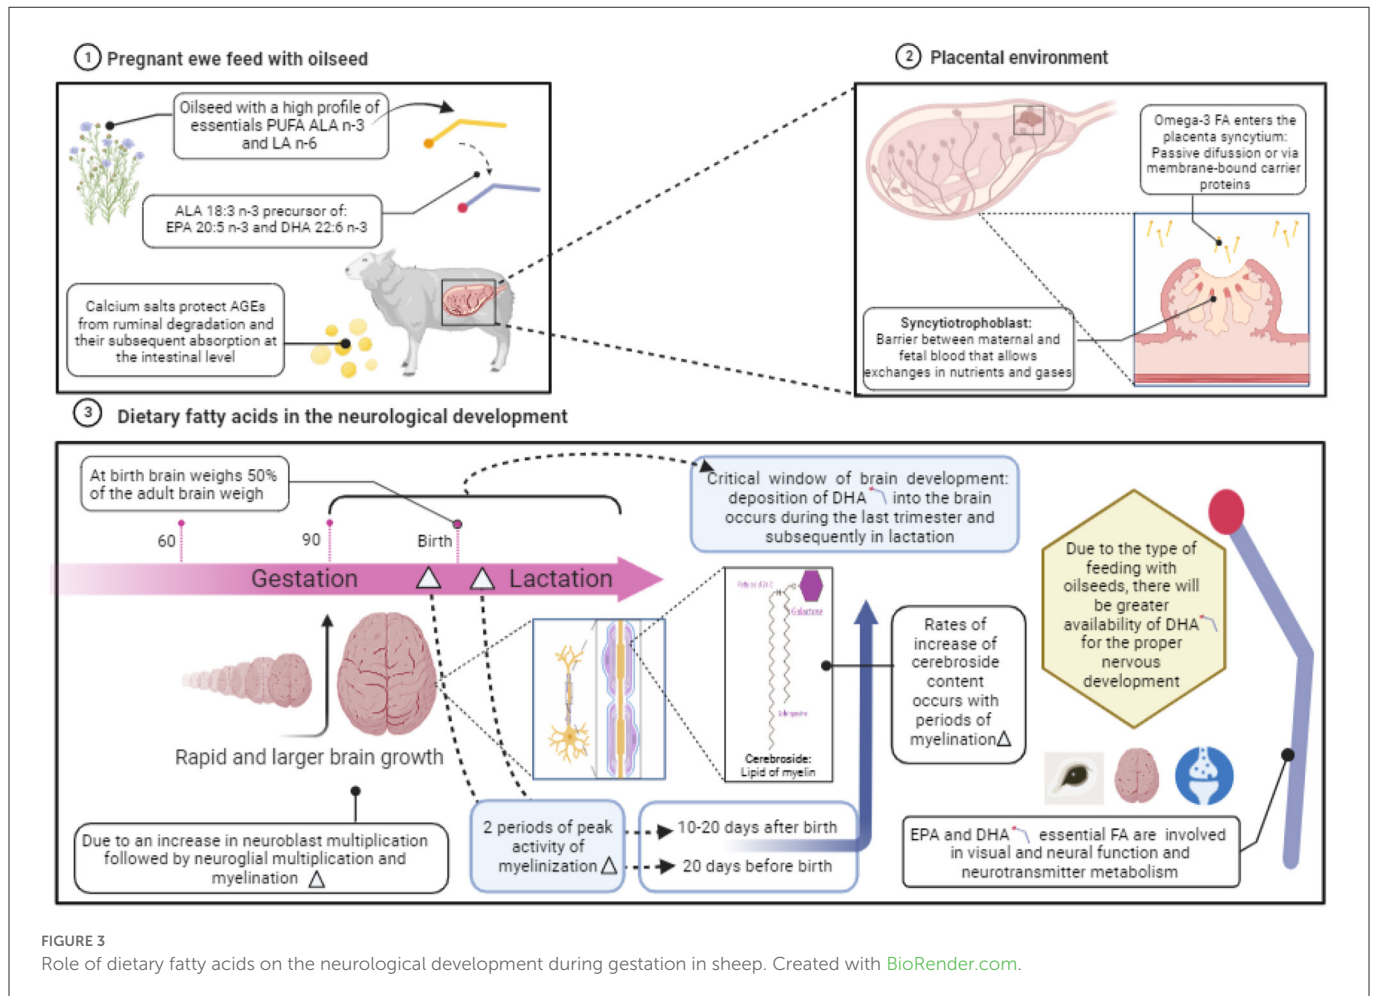 1 Pregnant ewe feed with oilseed
Oilseed with a high profile of
essentials PUFA ALA n-3
and LA n-6
ALA 18:3 n-3 precursor of:
EPA 20:5 n-3 and DHA 22:6 n-3
Calcium salts protect AGEs
from ruminal degradation and
their subsequent absorption at
the intestinal level
2 Placental environment
Omega-3 FA enters the
placenta syncytium:
Passive difussion or via
membrane-bound carrier
proteins
Syncytiotrophoblast:
Barrier between maternal and
fetal blood that allows
exchanges in nutrients and gases
3 Dietary fatty acids in the neurological development
At birth brain weighs 50%
of the adult brain weigh
60
90
Birth
Gestation
Lactation
Critical window of brain development:
deposition of DHA into the brain
occurs during the last trimester and
subsequently in lactation
Rapid and larger brain growth
Due to an increase in neuroblast multiplication
followed by neuroglial multiplication and
myelination
2 periods of peak
activity of
myelinization
10-20 days after birth
20 days before birth
Galactose
Cerebroside:
Lipid of myelin
Rates of
increase of
cerebroside
content
occurs with
periods of
myelination
Due to the type of
feeding with
oilseeds, there will
be greater
availability of DHA
for the proper
nervous
development
EPA and DHA essential FA are involved
in visual and neural function and
neurotransmitter metabolism
FIGURE 3
Role of dietary fatty acids on the neurological development during gestation in sheep. Created with BioRender.com.